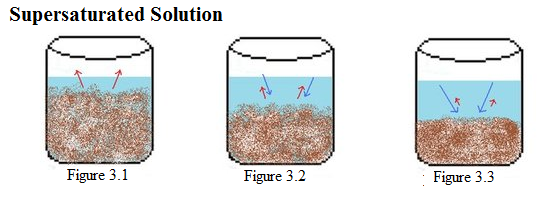 Supersaturated Solution
Figure 3.1
Figure 3.2
Figure 3.3